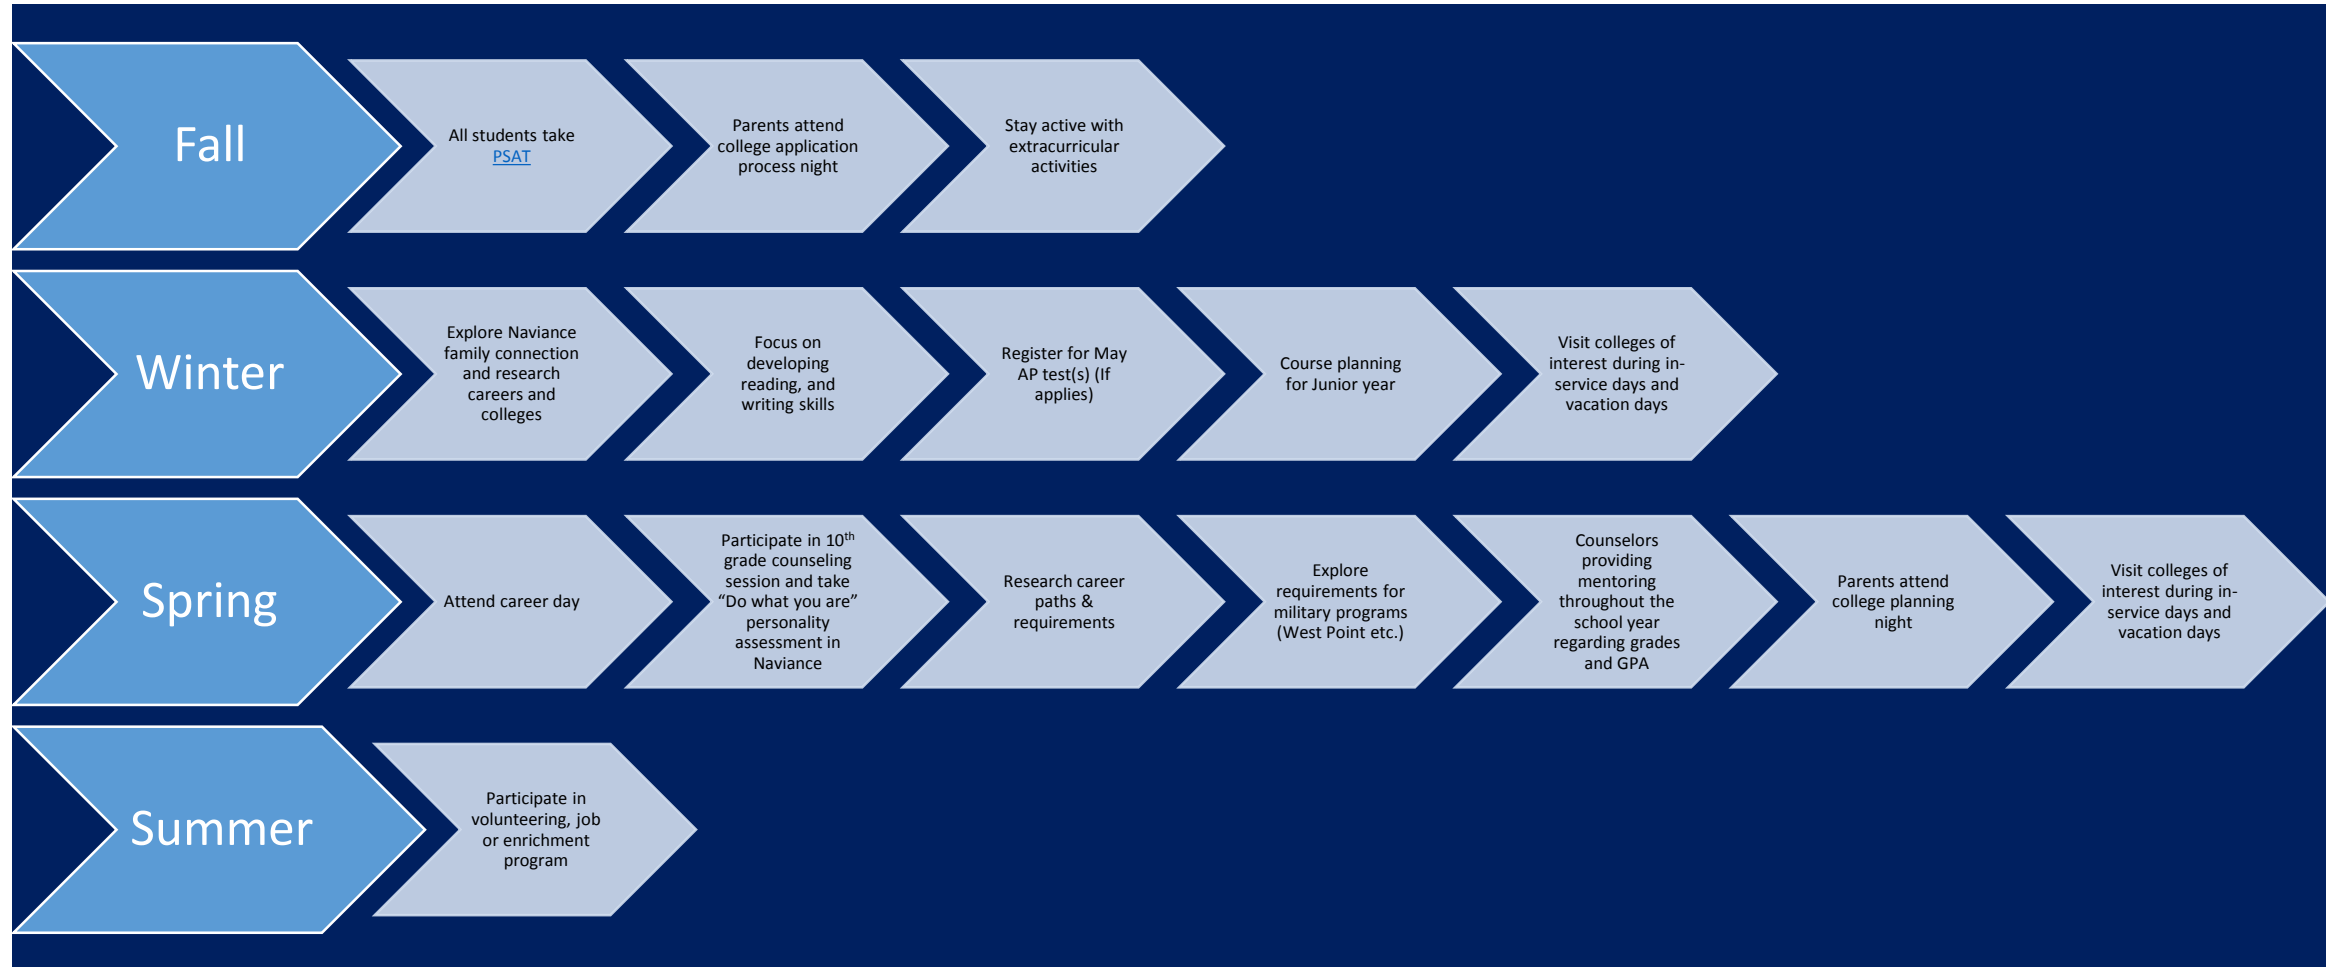 Fall
All students take
PSAT
Parents attend
college application
process night
Stay active with
extracurricular
activities
Winter
Explore Naviance
family connection
and research
careers and
colleges
Focus on
developing
reading, and
writing skills
Register for May
AP test(s) (If
applies)
Course planning
for Junior year
Visit colleges of
interest during in-
service days and
vacation days
Spring
Attend career day
Participate in 10th
grade counseling
session and take
“Do what you are”
personality
assessment in
Naviance
Research career
paths &
requirements
Explore
requirements for
military programs
(West Point etc.)
Counselors
providing
mentoring
throughout the
school year
regarding grades
and GPA
Parents attend
college planning
night
Visit colleges of
interest during in-
service days and
vacation days
Summer
Participate in
volunteering, job
or enrichment
program